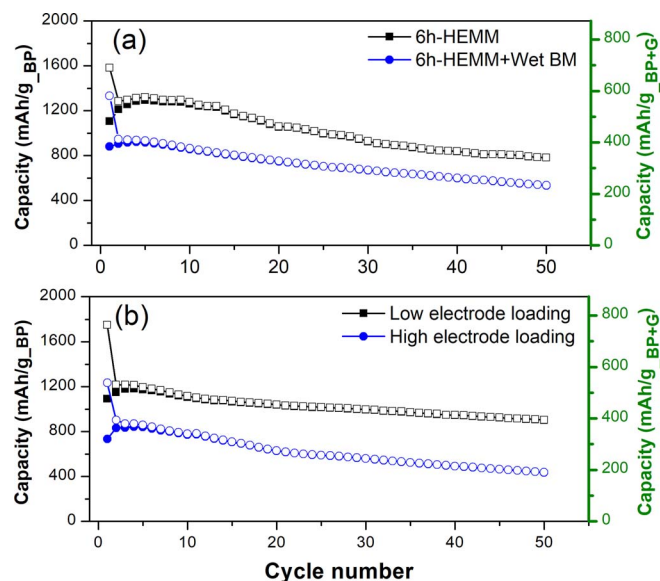 (a)
6h-HEMM
6h-HEMM+Wet BM
Capacity (mAh/g_BP)
2000
1600
1200
800
400
0
800
600
400
200
0
Capacity (mAh/g_BP+G)
0 10 20 30 40 50
(b)
Low electrode loading
High electrode loading
Capacity (mAh/g_BP)
2000
1600
1200
800
400
0
800
600
400
200
0
Capacity (mAh/g_BP+G)
0 10 20 30 40 50
Cycle number